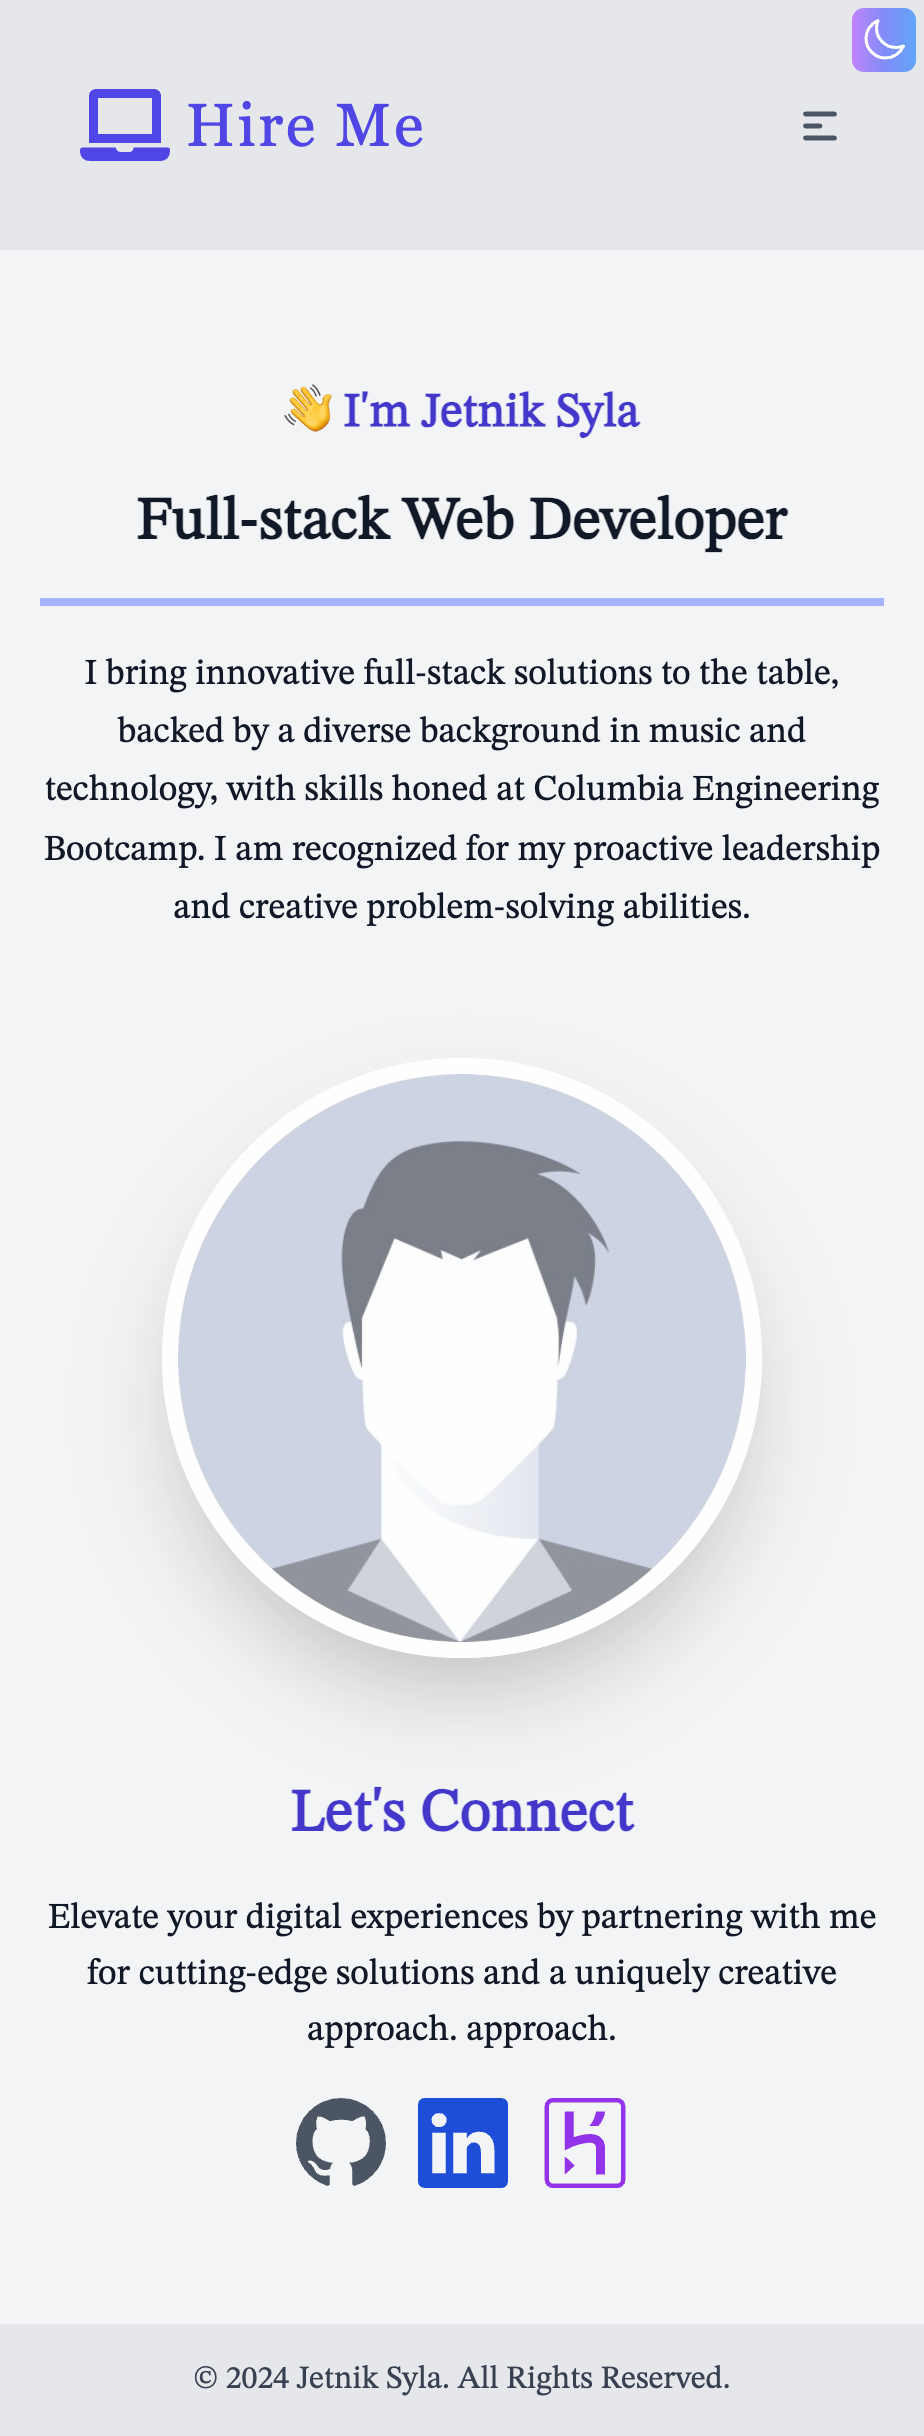 Hire Me
👋 I'm Jetnik Syla
Full-stack Web Developer
I bring innovative full-stack solutions to the table,
backed by a diverse background in music and
technology, with skills honed at Columbia Engineering
Bootcamp. I am recognized for my proactive leadership
and creative problem-solving abilities.
Let's Connect
Elevate your digital experiences by partnering with me
for cutting-edge solutions and a uniquely creative
approach. approach.
in
© 2024 Jetnik Syla. All Rights Reserved.